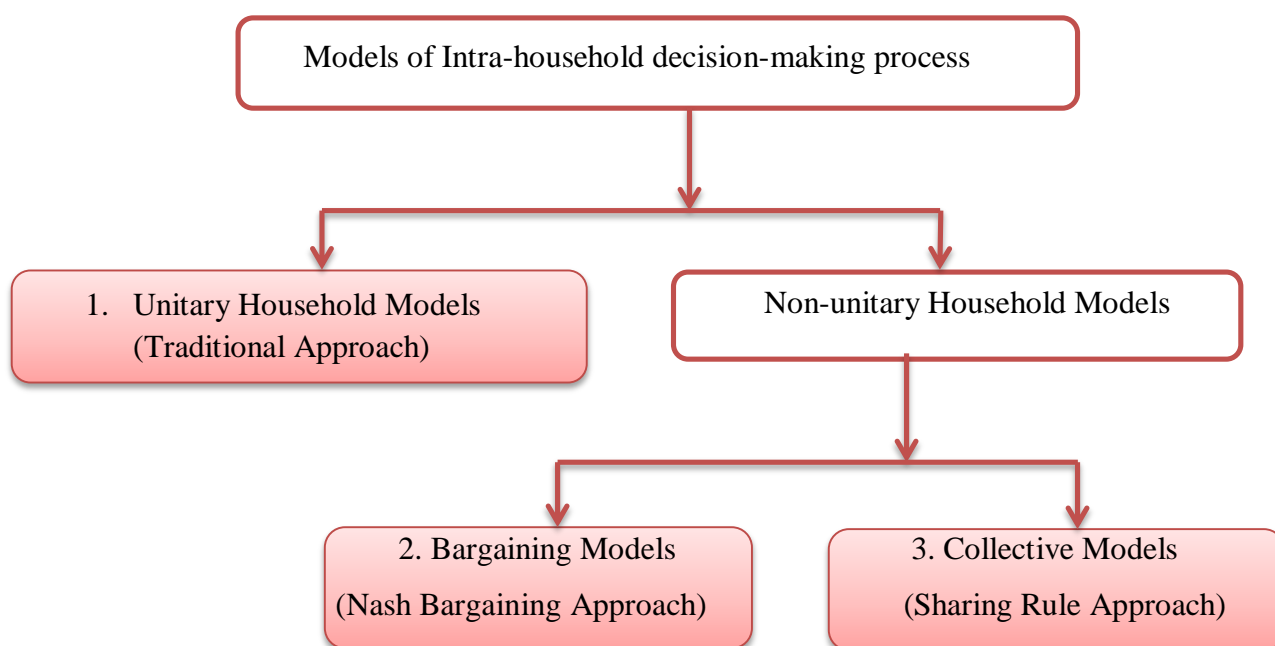 Models of Intra-household decision-making process
1. Unitary Household Models
(Traditional Approach)
Non-unitary Household Models
2. Bargaining Models
(Nash Bargaining Approach)
3. Collective Models
(Sharing Rule Approach)